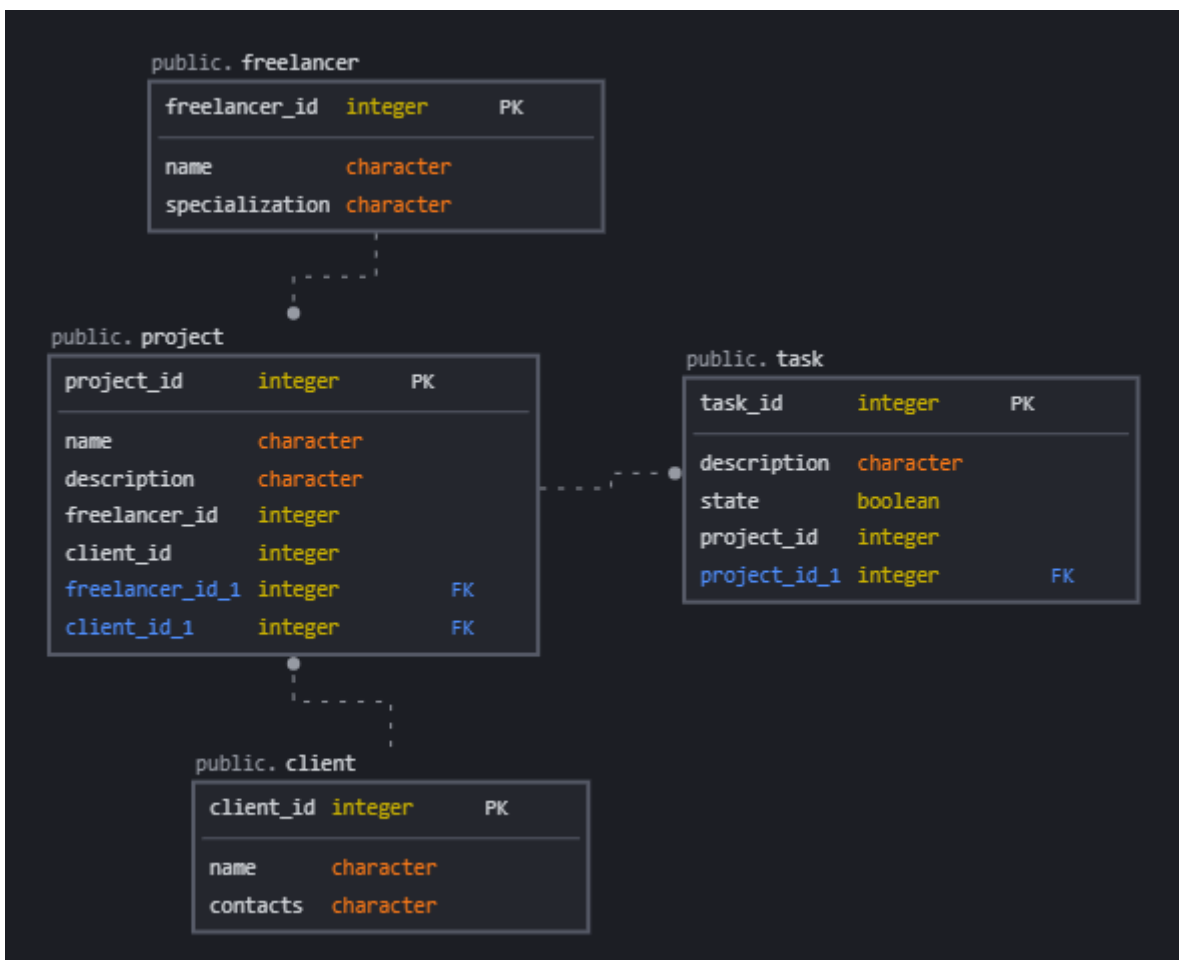 public. freelancer
freelancer_id integer PK
name character
specialization character
public. project
project_id integer PK
name character
description character
freelancer_id integer
client_id integer
freelancer_id_1 integer FK
client_id_1 integer FK
public. task
task_id integer PK
description character
state boolean
project_id integer
project_id_1 integer FK
public. client
client_id integer PK
name character
contacts character